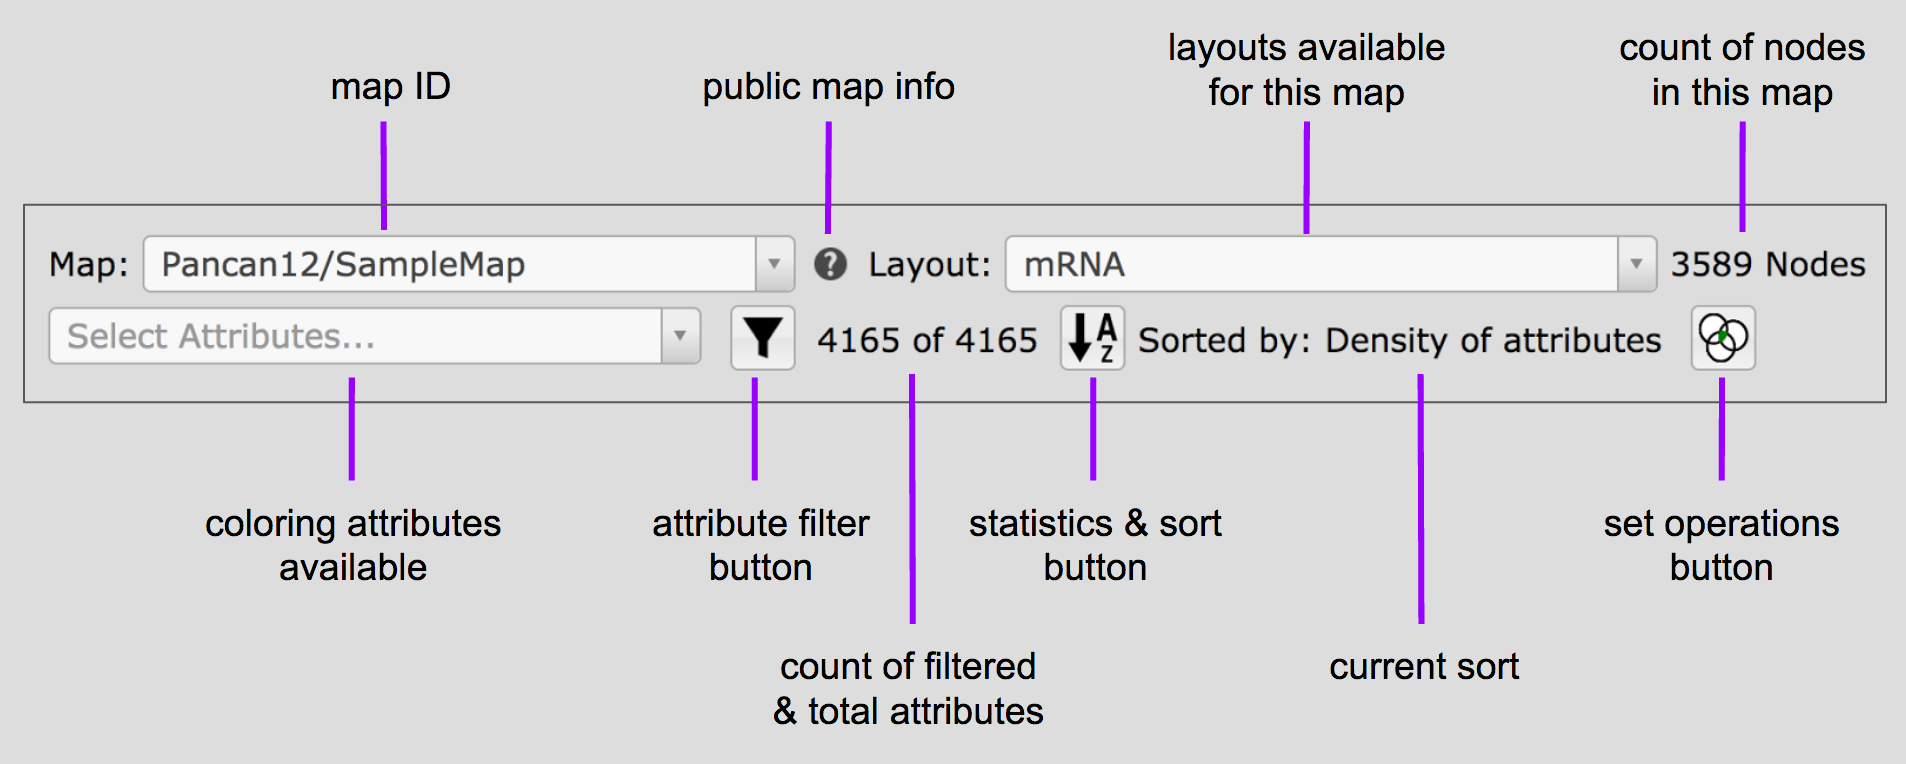 map ID
public map info
layouts available
for this map
count of nodes
in this map
Map: Pancan12/SampleMap ? Layout: mRNA 3589 Nodes
Select Attributes... 4165 of 4165 A Z Sorted by: Density of attributes
coloring attributes
available
attribute filter
button
statistics & sort
button
set operations
button
count of filtered
& total attributes
current sort